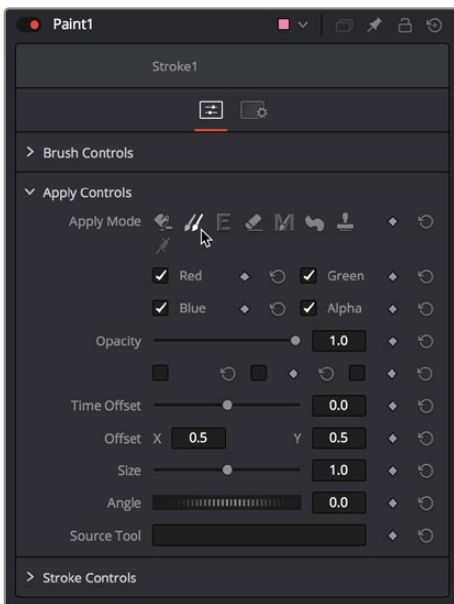 Paint1
Stroke1
Brush Controls
Apply Controls
Apply Mode E M
Red Green
Blue Alpha
Opacity 1.0
Time Offset 0.0
Offset X 0.5 Y 0.5
Size 1.0
Angle 0.0
Source Tool
Stroke Controls